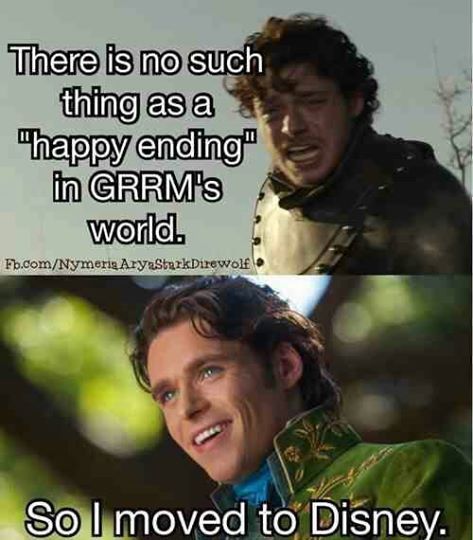 There is no such
thing as a
"happy ending"
in GRRM's
world.
Fb.com/NymeriaAryaStarkDirewolf
So I moved to Disney.